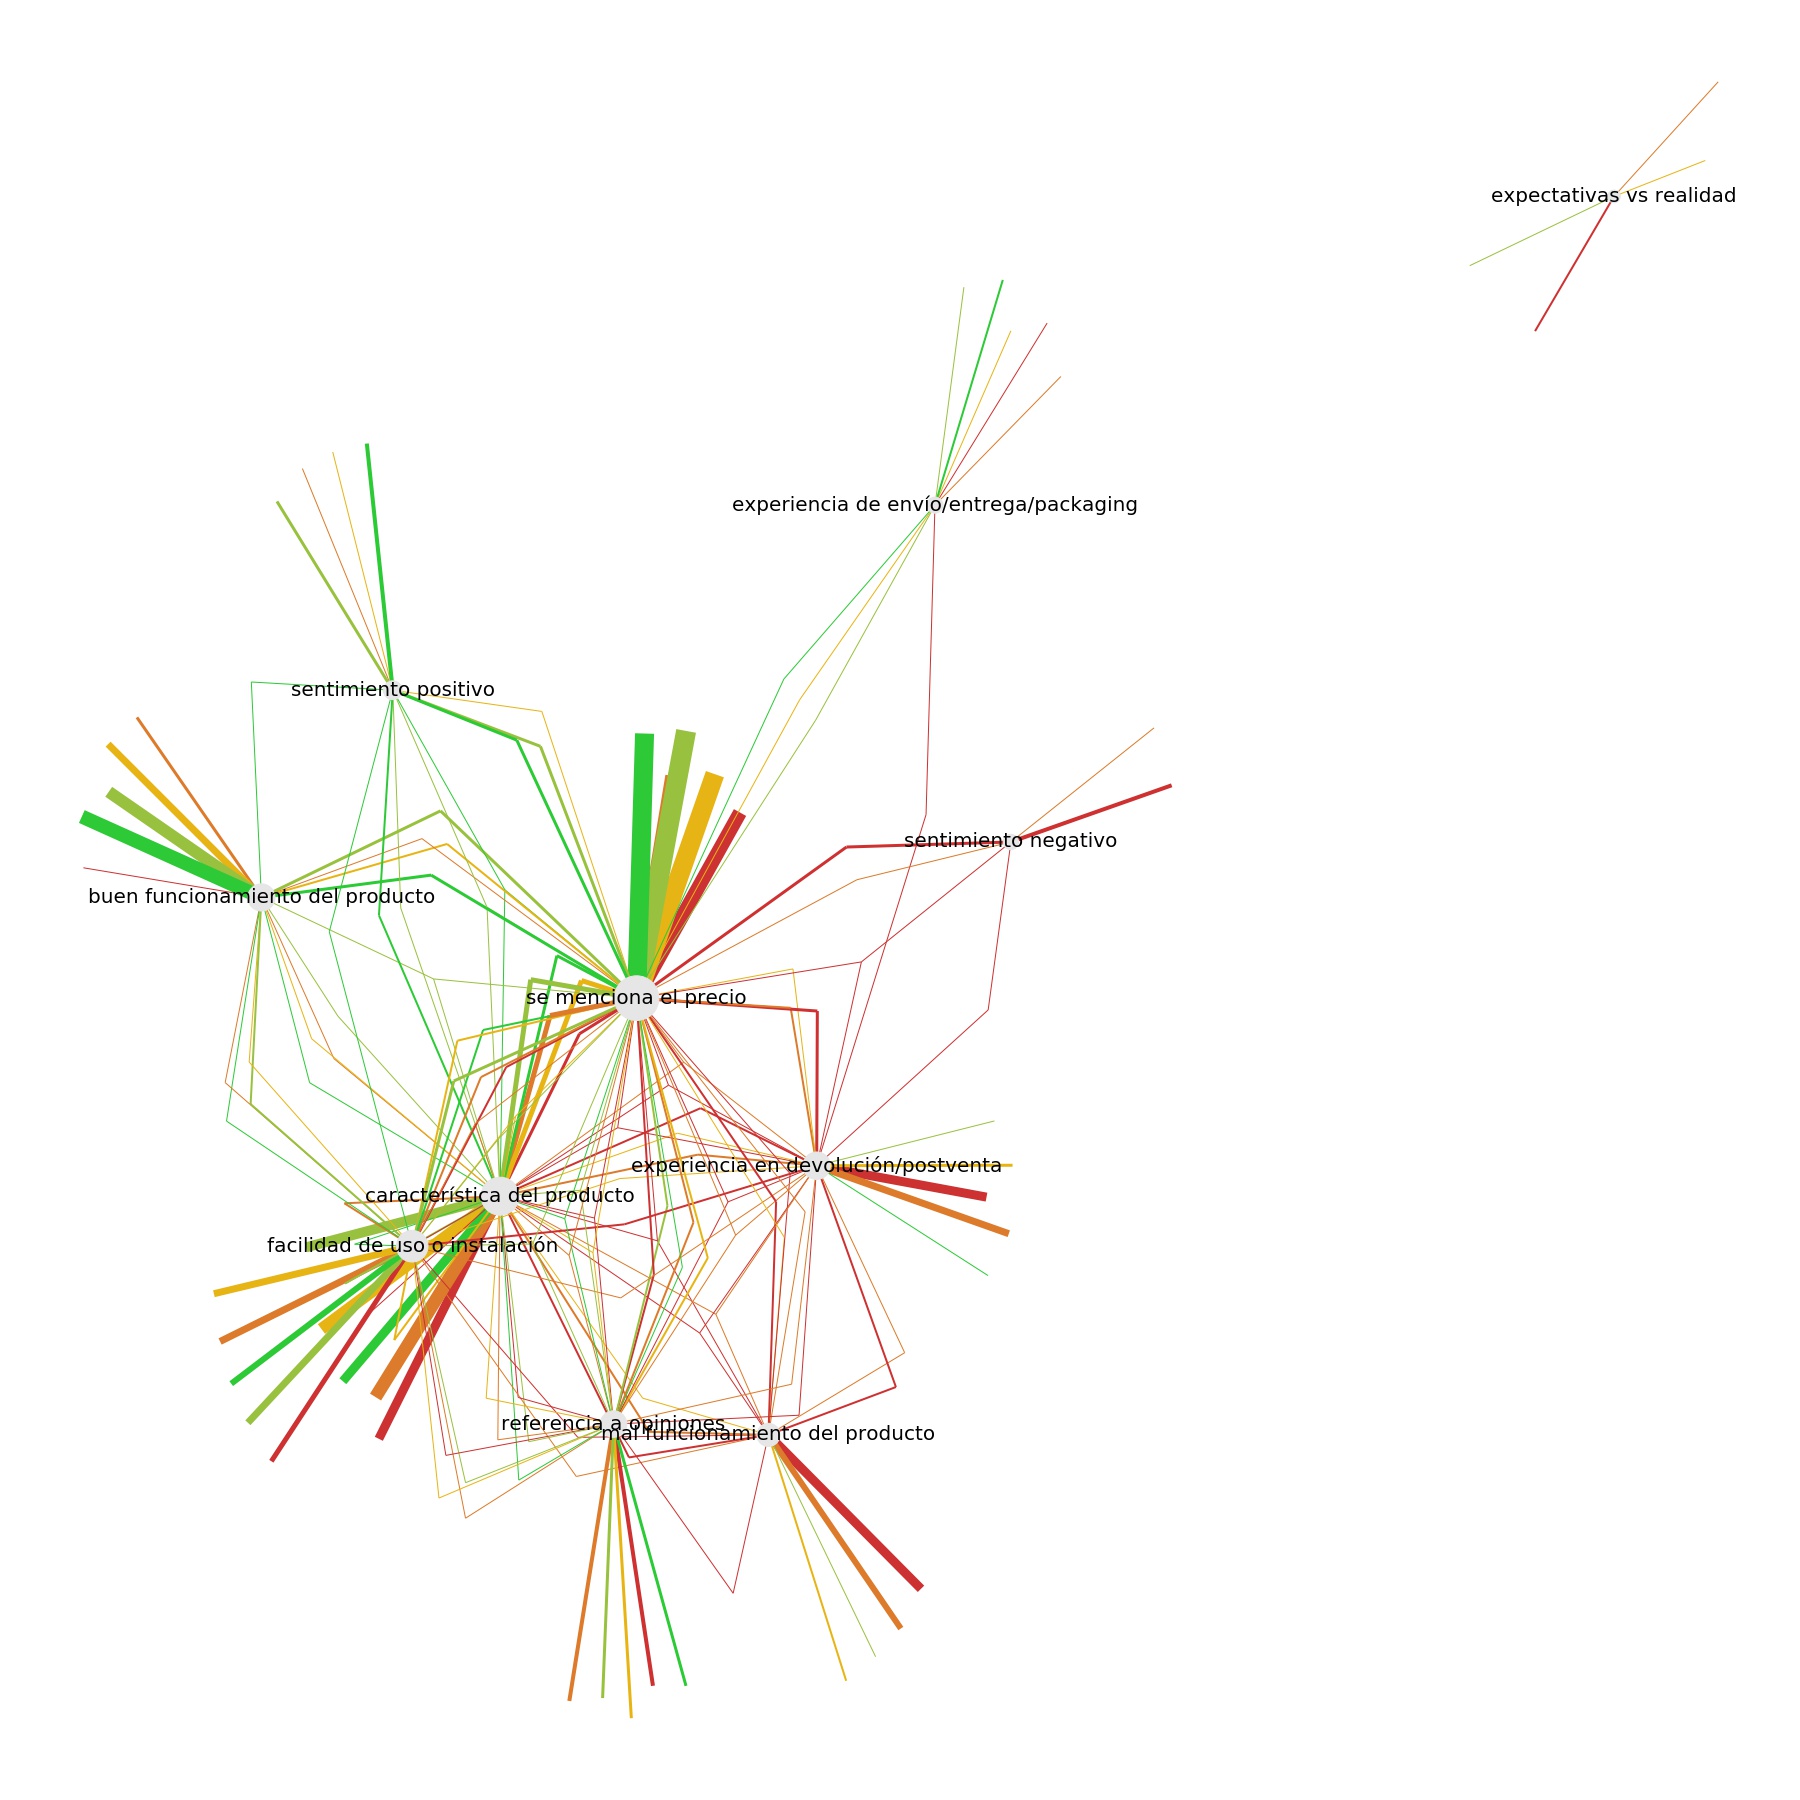 expectativas vs realidad
experiencia de envío/entrega/packaging
sentimiento positivo
sentimiento negativo
buen funcionamiento del producto
se menciona el precio
experiencia en devolución/postventa
característica del producto
facilidad de uso o instalación
referencia a opiniones
mal funcionamiento del producto